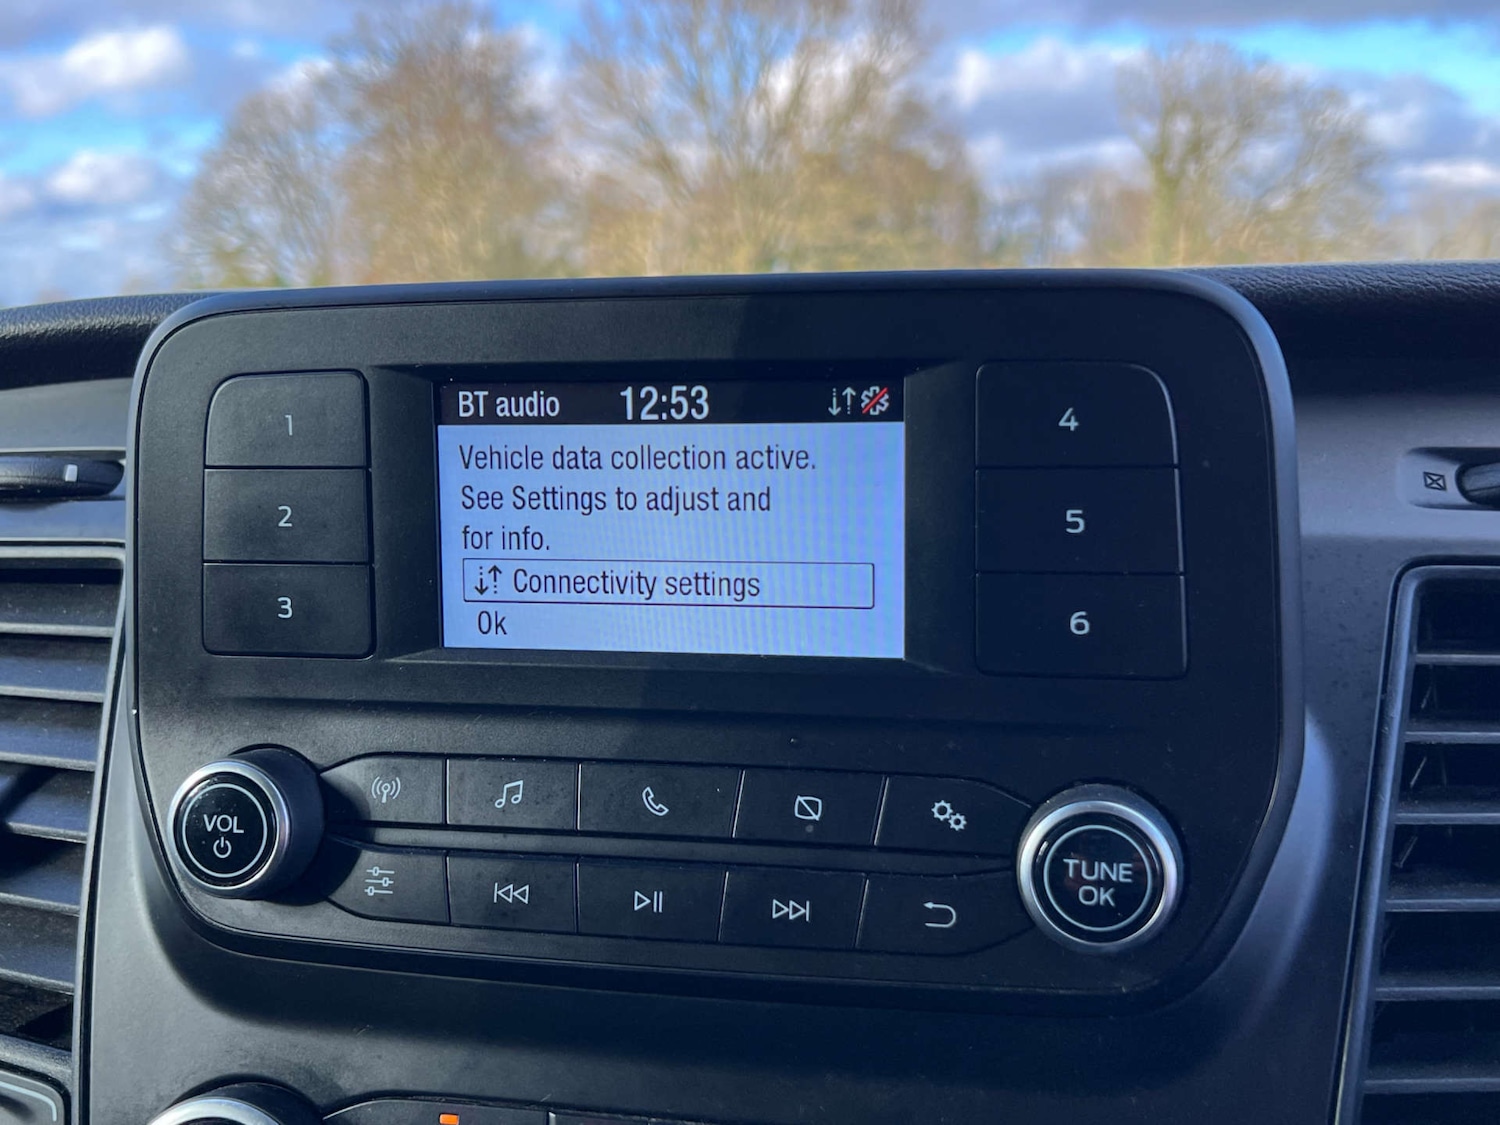 BT audio 12:53
Vehicle data collection active.
See Settings to adjust and
for info.
Connectivity settings
Ok
1
2
3
4
5
6
VOL
TUNE
OK